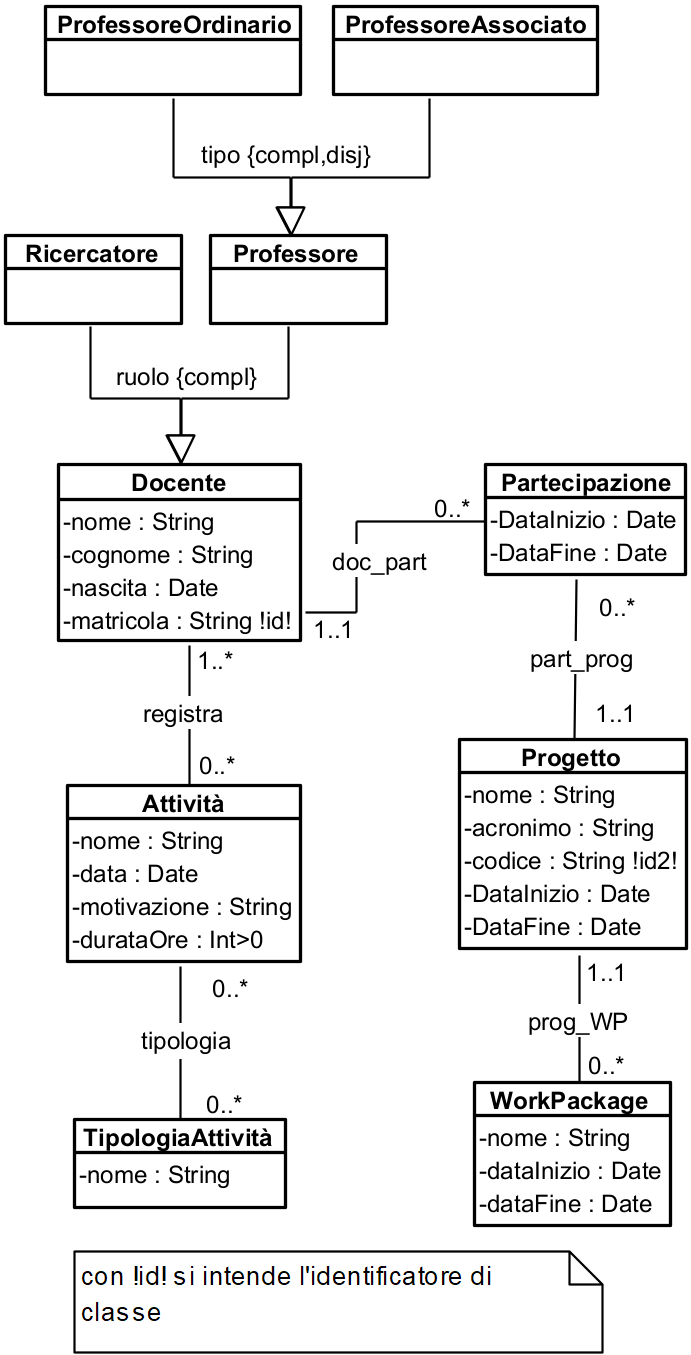 ProfessoreOrdinario
ProfessoreAssociato
tipo {compl,disj}
Ricercatore
Professore
ruolo {compl}
Docente
-nome : String
-cognome : String
-nascita : Date
-matricola : String !id!
Partecipazione
-DataInizio : Date
-DataFine : Date
0..*
doc_part
1..1
1..*
registra
0..*
0..*
part_prog
1..1
Attività
-nome : String
-data : Date
-motivazione : String
-durataOre : Int>0
Progetto
-nome : String
-acronimo : String
-codice : String !id2!
-DataInizio : Date
-DataFine : Date
0..*
tipologia
0..*
1..1
prog_WP
0..*
TipologiaAttività
-nome : String
WorkPackage
-nome : String
-dataInizio : Date
-dataFine : Date
con !id! si intende l'identificatore di
classe